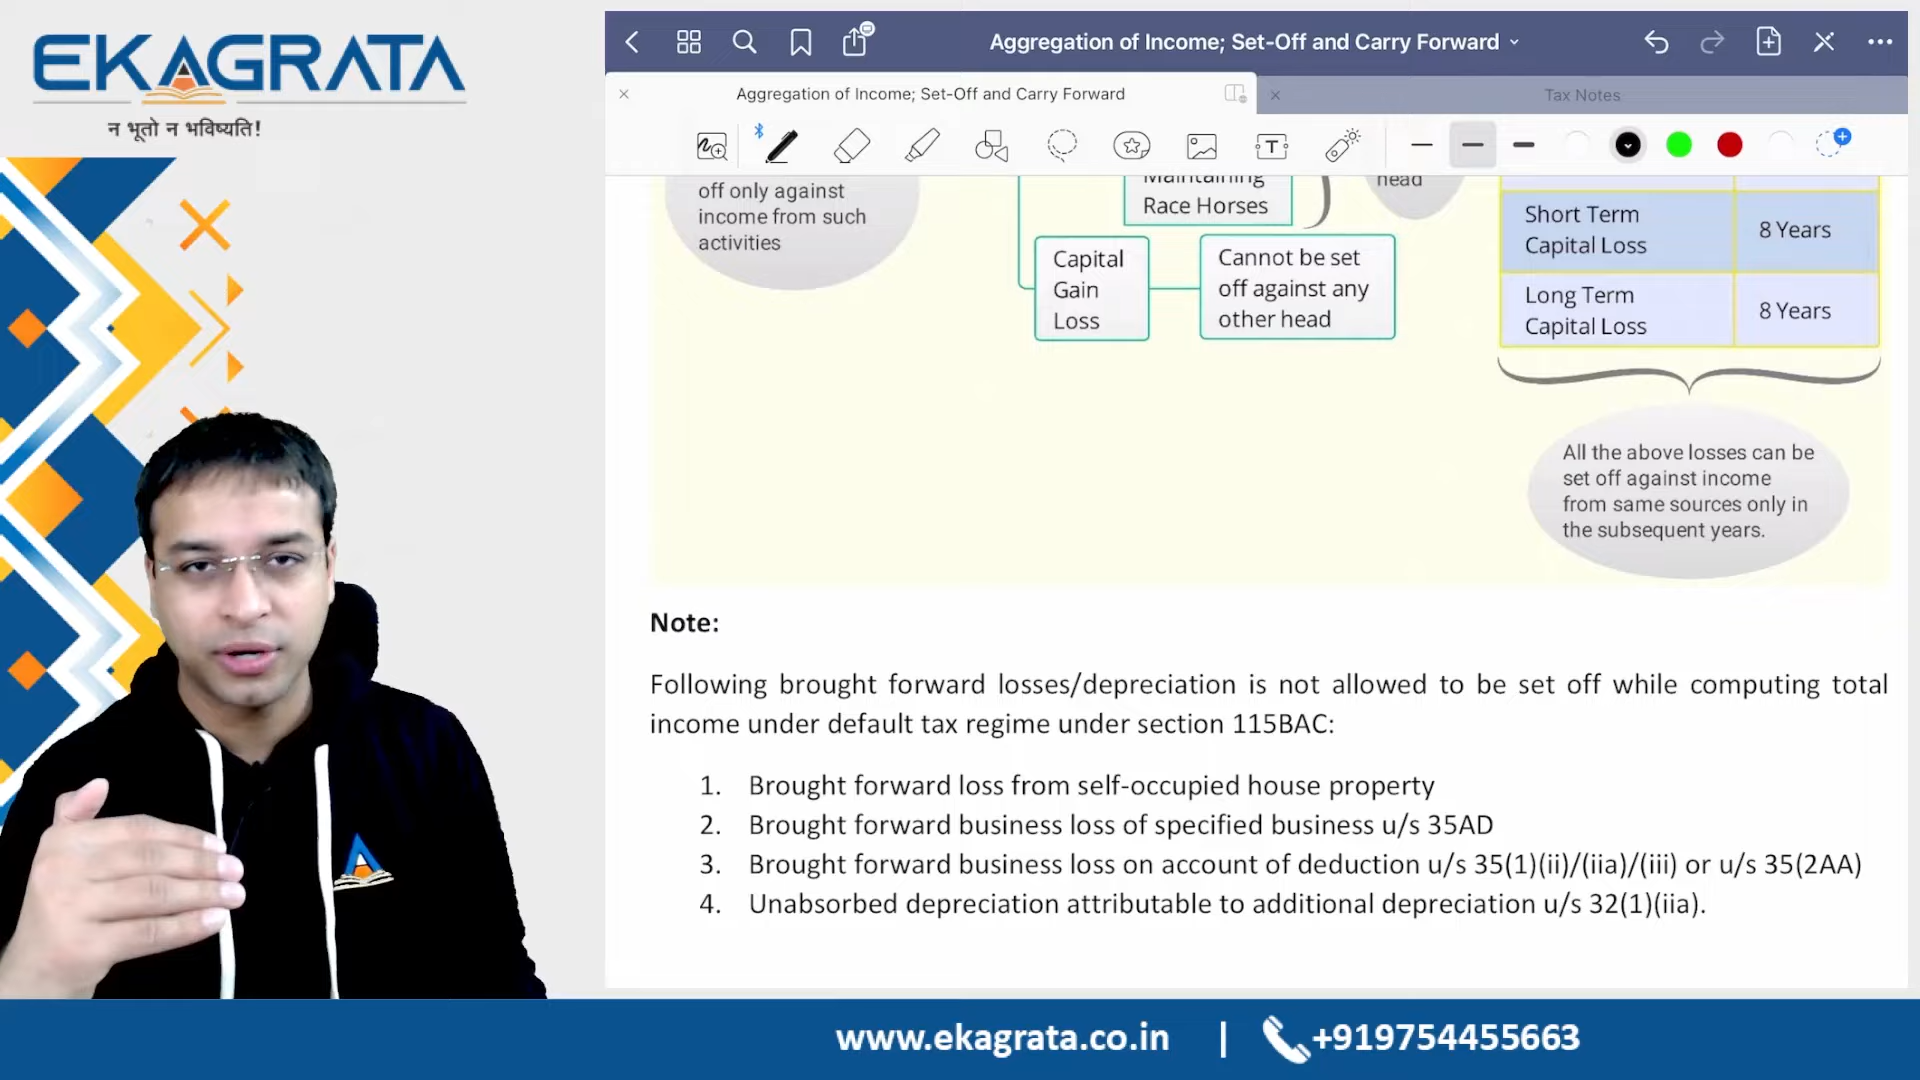 EKAGRATA
न भूतो न भविष्यति!
Aggregation of Income; Set-Off and Carry Forward
Aggregation of Income; Set-Off and Carry Forward
Tax Notes
off only against
income from such
activities
Maintaining
Race Horses
head
Capital
Gain
Loss
Cannot be set
off against any
other head
Short Term
Capital Loss
8 Years
Long Term
Capital Loss
8 Years
All the above losses can be
set off against income
from same sources only in
the subsequent years.
Note:
Following brought forward losses/depreciation is not allowed to be set off while computing total
income under default tax regime under section 115BAC:
1. Brought forward loss from self-occupied house property
2. Brought forward business loss of specified business u/s 35AD
3. Brought forward business loss on account of deduction u/s 35(1)(ii)/(iia)/(iii) or u/s 35(2AA)
4. Unabsorbed depreciation attributable to additional depreciation u/s 32(1)(iia).
www.ekagrata.co.in | +919754455663